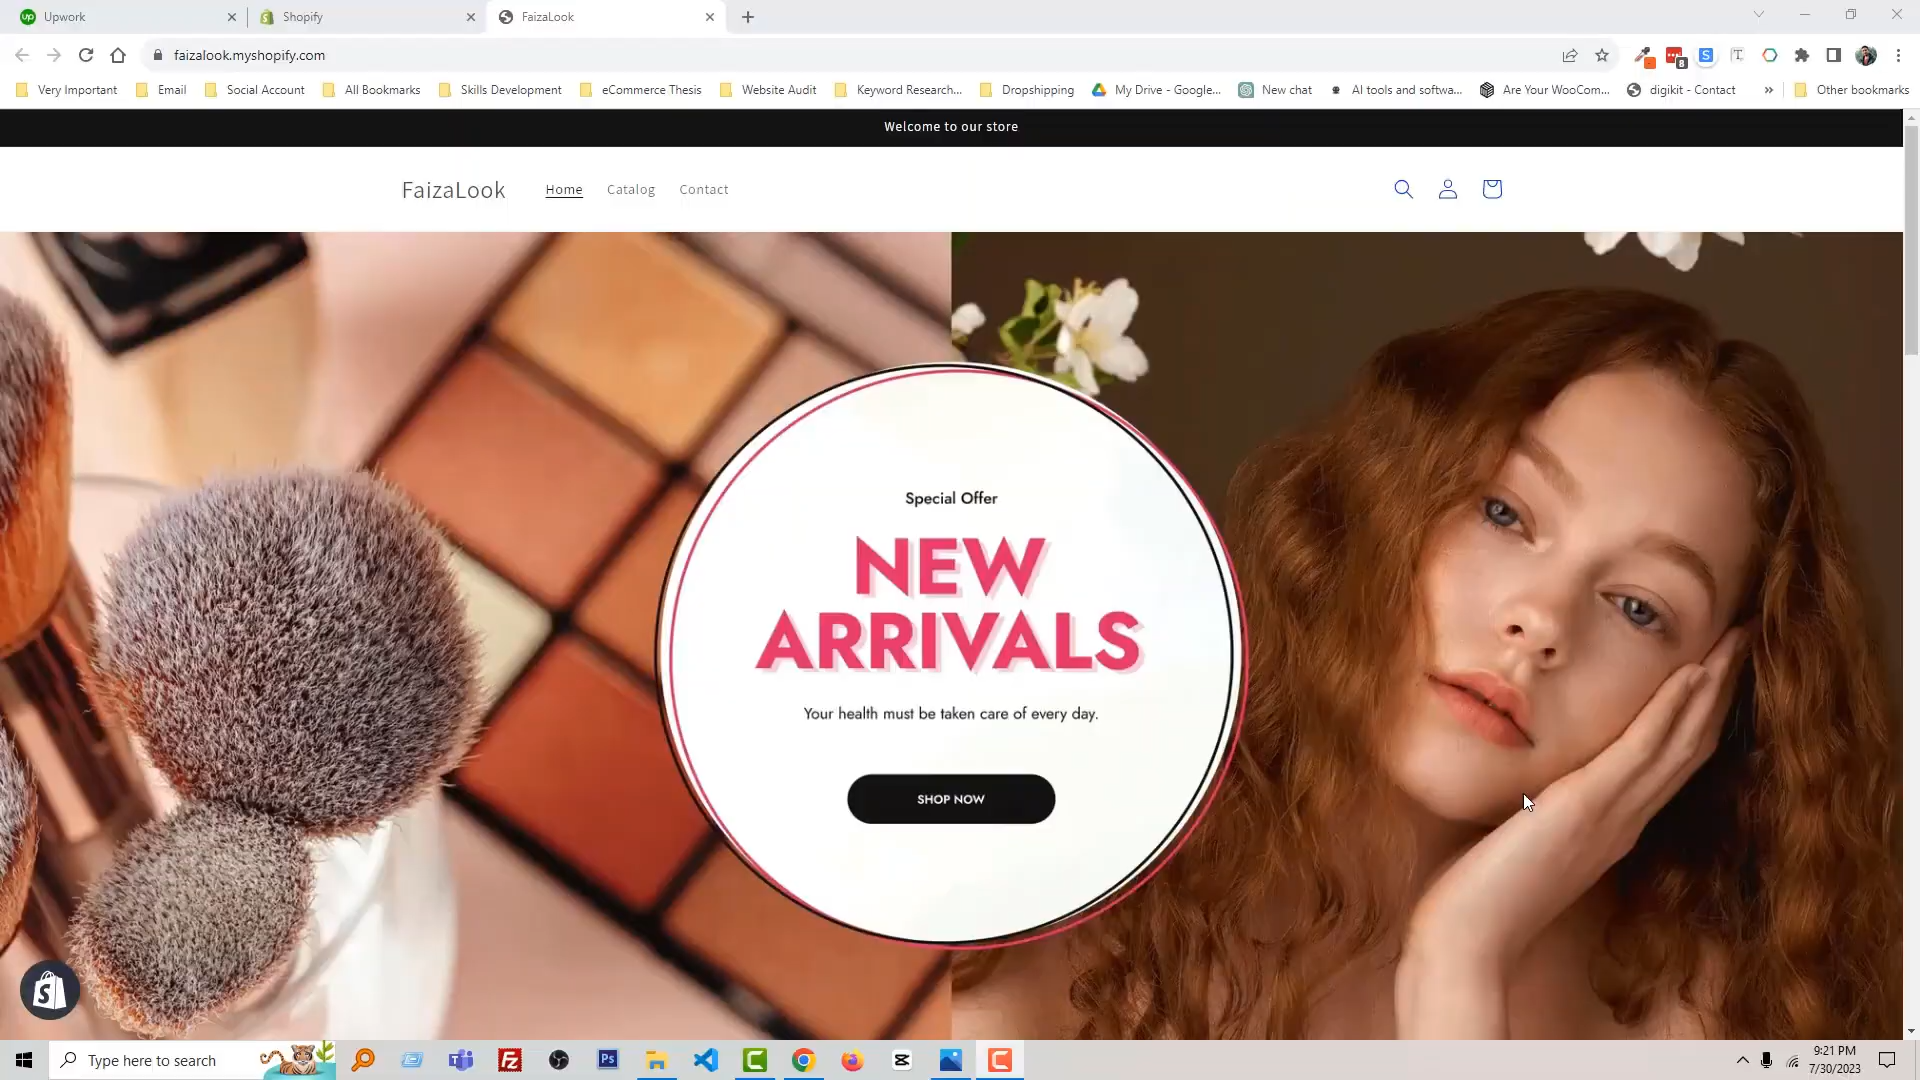 Upwork
Shopify
FaizaLook
faizalook.myshopify.com
8
Very Important
Email
Social Account
All Bookmarks
Skills Development
eCommerce Thesis
Website Audit
Keyword Research...
Dropshipping
My Drive - Google...
New chat
AI tools and softwa...
Are Your WooCom...
digikit - Contact
»
Other bookmarks
Welcome to our store
FaizaLook
Home
Catalog
Contact
Special Offer
NEW
ARRIVALS
Your health must be taken care of every day.
SHOP NOW
Type here to search
9:21 PM
7/30/2023